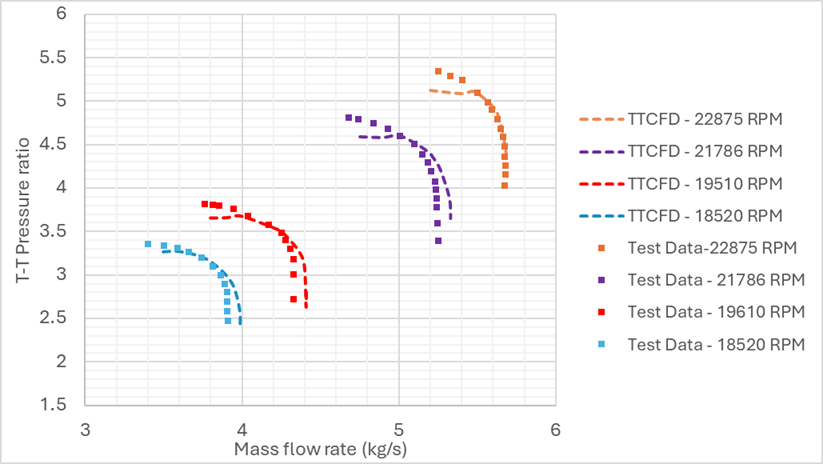 6
5.5
5
4.5
4
3.5
3
2.5
2
1.5
T-T Pressure ratio
3 4 5 6
Mass flow rate (kg/s)
TTCFD - 22875 RPM
TTCFD - 21786 RPM
TTCFD - 19510 RPM
TTCFD - 18520 RPM
Test Data-22875 RPM
Test Data - 21786 RPM
Test Data - 19610 RPM
Test Data - 18520 RPM